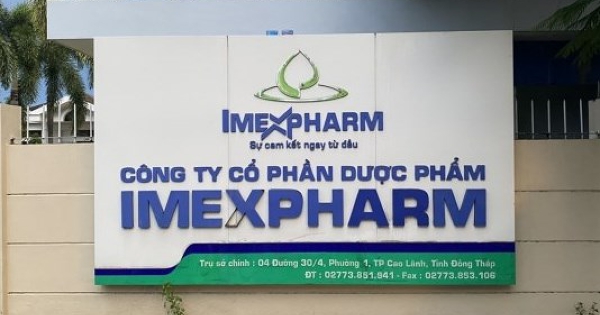 IMEXPHARM
Sự cam kết ngay từ đầu
CÔNG TY CỔ PHẦN DƯỢC PHẨM
IMEXPHARM
Trụ sở chính : 04 Đường 30/4, Phường 1, TP Cao Lãnh, Tỉnh Đồng Tháp
ĐT : 02773.851.941 - Fax : 02773.853.106